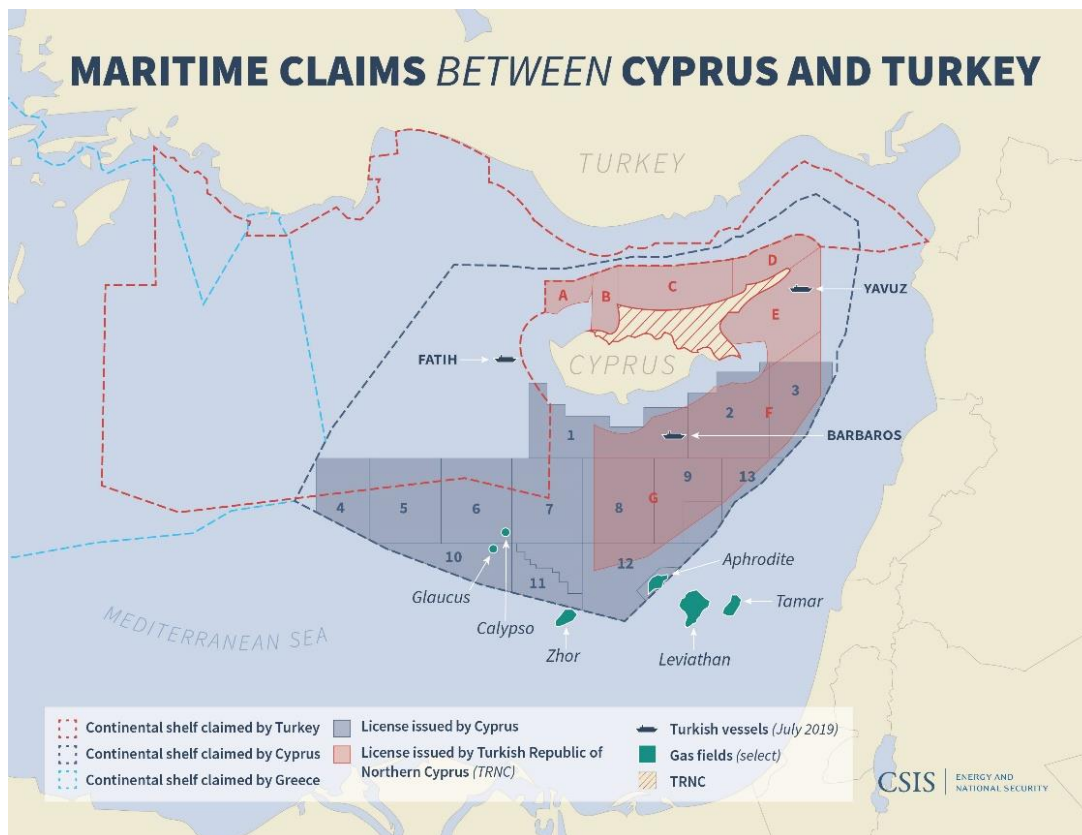 MARITIME CLAIMS BETWEEN CYPRUS AND TURKEY
TURKEY
D
A
B
C
YAVUZ
E
FATIH
CYPRUS
3
2
F
1
BARBAROS
9
13
4
5
6
7
8
G
10
11
12
Aphrodite
Glaucus
Calypso
Tamar
MEDITERRANEAN SEA
Zhor
Leviathan
Continental shelf claimed by Turkey
Continental shelf claimed by Cyprus
Continental shelf claimed by Greece
License issued by Cyprus
License issued by Turkish Republic of
Northern Cyprus (TRNC)
Turkish vessels (July 2019)
Gas fields (select)
TRNC
CSIS
ENERGY AND
NATIONAL SECURITY